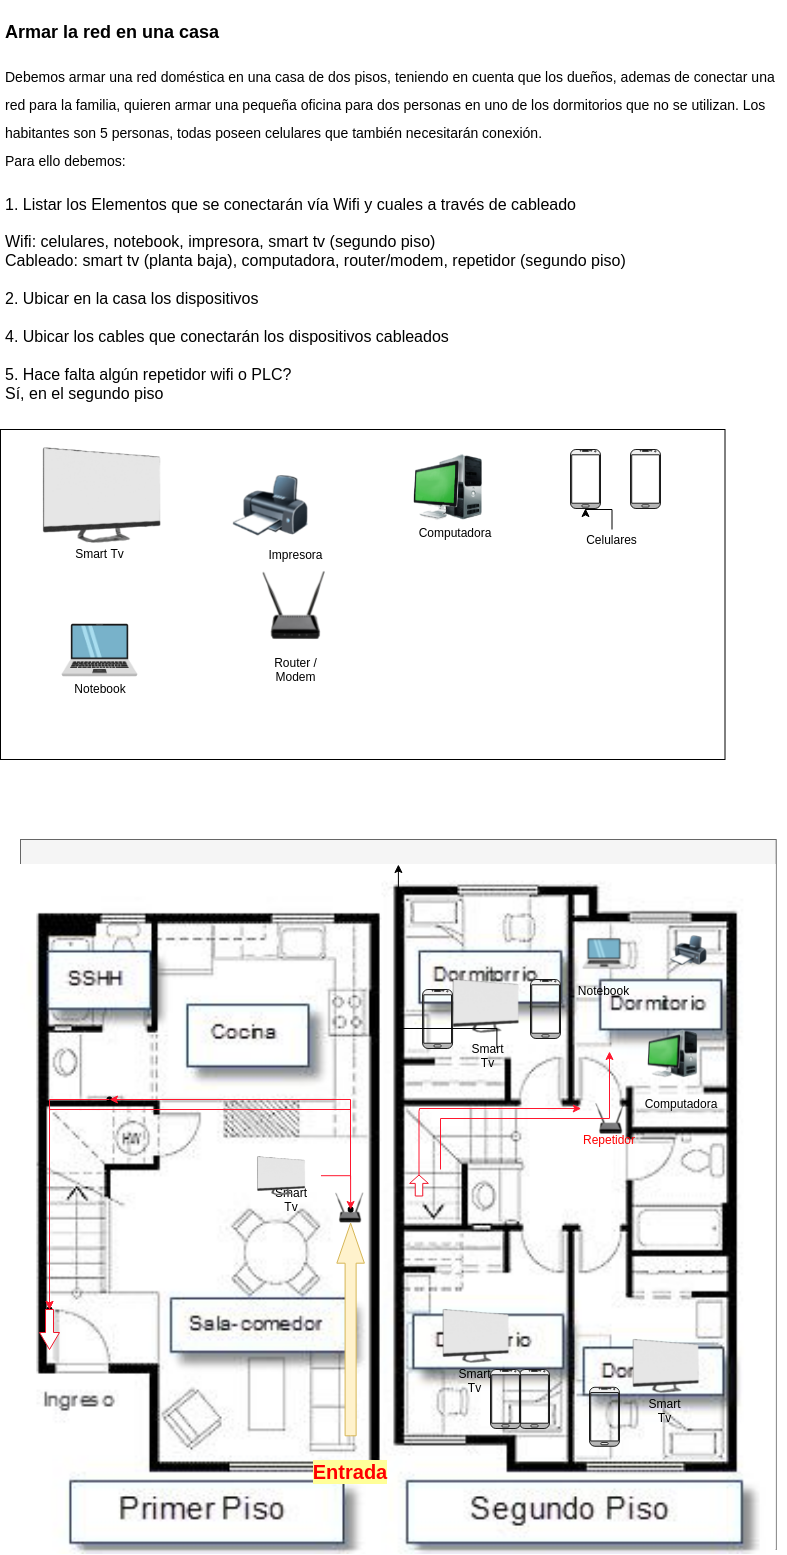 Armar la red en una casa
Debemos armar una red doméstica en una casa de dos pisos, teniendo en cuenta que los dueños, ademas de conectar una
red para la familia, quieren armar una pequeña oficina para dos personas en uno de los dormitorios que no se utilizan. Los
habitantes son 5 personas, todas poseen celulares que también necesitarán conexión.
Para ello debemos:
1. Listar los Elementos que se conectarán vía Wifi y cuales a través de cableado
Wifi: celulares, notebook, impresora, smart tv (segundo piso)
Cableado: smart tv (planta baja), computadora, router/modem, repetidor (segundo piso)
2. Ubicar en la casa los dispositivos
4. Ubicar los cables que conectarán los dispositivos cableados
5. Hace falta algún repetidor wifi o PLC?
Sí, en el segundo piso
Smart Tv
Impresora
Computadora
Celulares
Notebook
Router /
Modem
SSHH
Cocina
HW
Smart
Tv
Sala-comedor
Ingreso
Entrada
Primer Piso
Dormitorrio
Smart
Tv
Notebook
Dormitorio
Computadora
Repetidor
Smart
Tv
Smart
Tv
Segundo Piso